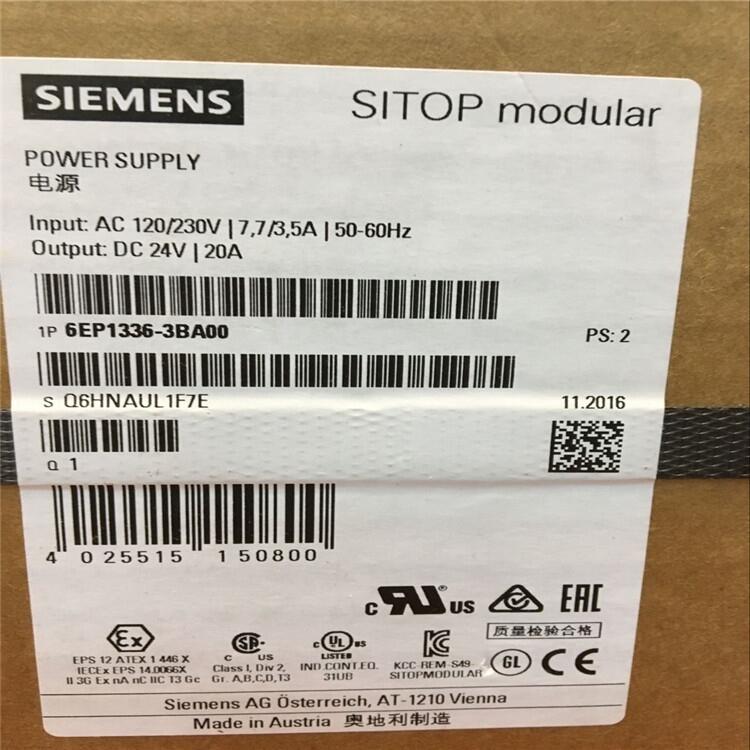 SIEMENS
SITOP modular
POWER SUPPLY
电源
Input: AC 120/230V | 7,7/3,5A | 50-60Hz
Output: DC 24V | 20A
1P 6EP1336-3BA00
PS: 2
S Q6HNAUL1F7E
11.2016
Q 1
4 025515 150800
c RU ® US
EAC
质量检验合格
Ex
EPS 12 ATEX 1 446 X
IECEx EPS 14.0066X
II 3G Ex nA nC IIC T3 Gc
SP
C US
Class I, Div 2,
Gr. A,B,C,D,T3
c UL us
LISTED
IND.CONT.EQ.
31UB
KC
KCC-REM-S49-
SITOPMODULAR
GL
CE
Siemens AG Österreich, AT-1210 Vienna
Made in Austria 奥地利制造